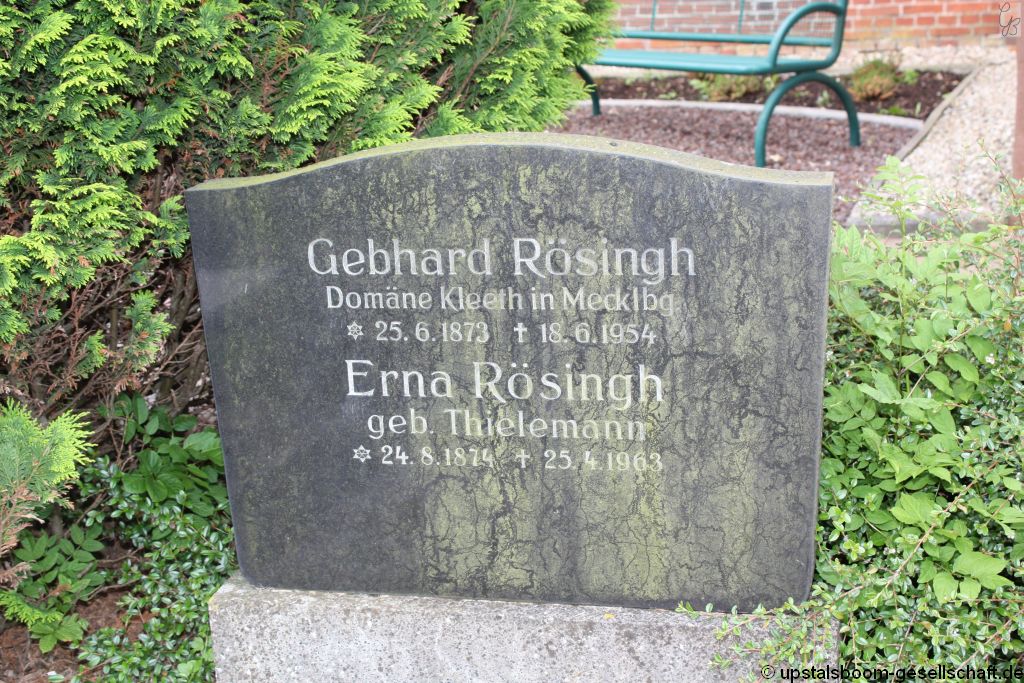 Gebhard Rösingh
Domäne Kleeth in Mecklbg
✡ 25.6.1873 ✝ 18.6.1954
Erna Rösingh
geb. Thielemann
✡ 24.8.1874 ✝ 25.4.1963
© upstalsboom-gesellschaft.de